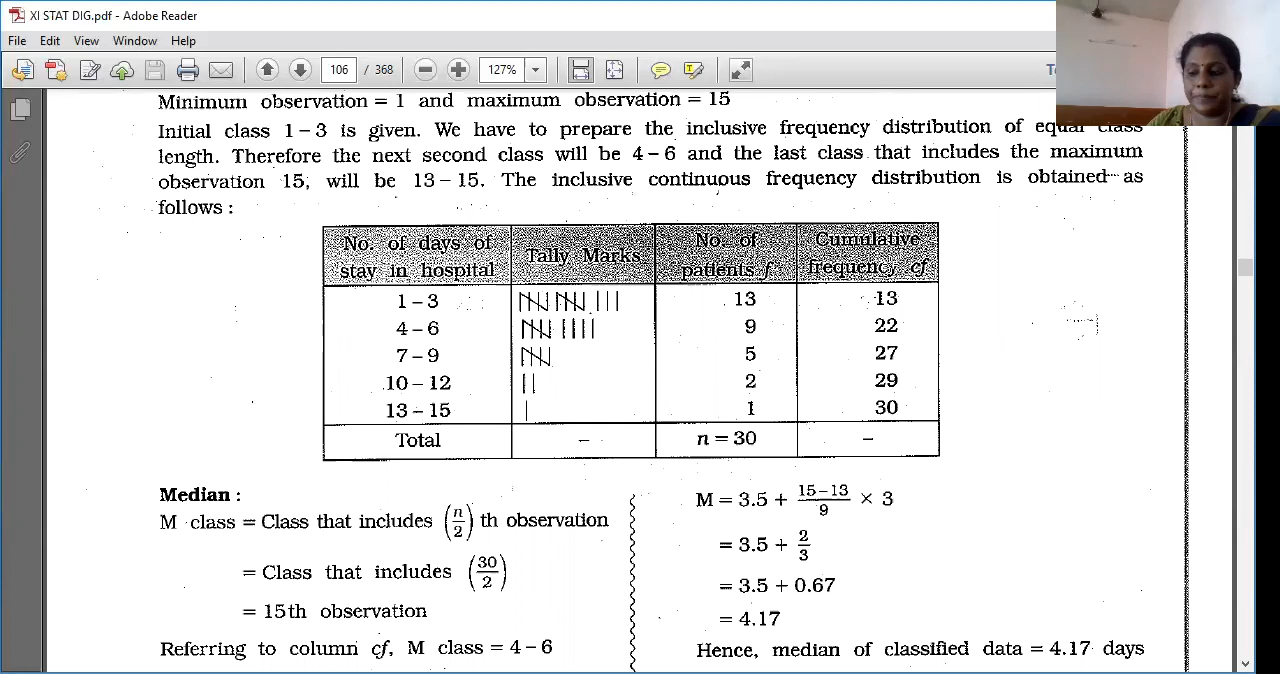 XI STAT DIG.pdf - Adobe Reader
File Edit View Window Help
106 / 368 127%
Minimum observation = 1 and maximum observation = 15
Initial class 1 – 3 is given. We have to prepare the inclusive frequency distribution of equal class
length. Therefore the next second class will be 4 – 6 and the last class that includes the maximum
observation 15, will be 13 – 15. The inclusive continuous frequency distribution is obtained as
follows :
No. of days of stay in hospital Tally Marks No. of patients f Cumulative frequency cf
1 – 3 13 13
4 – 6 9 22
7 – 9 5 27
10 – 12 2 29
13 – 15 1 30
Total – n = 30 –
Median :
M class = Class that includes (n/2) th observation
= Class that includes (30/2)
= 15th observation
Referring to column cf, M class = 4 – 6
M = 3.5 + 15–13/9 × 3
= 3.5 + 2/3
= 3.5 + 0.67
= 4.17
Hence, median of classified data = 4.17 days